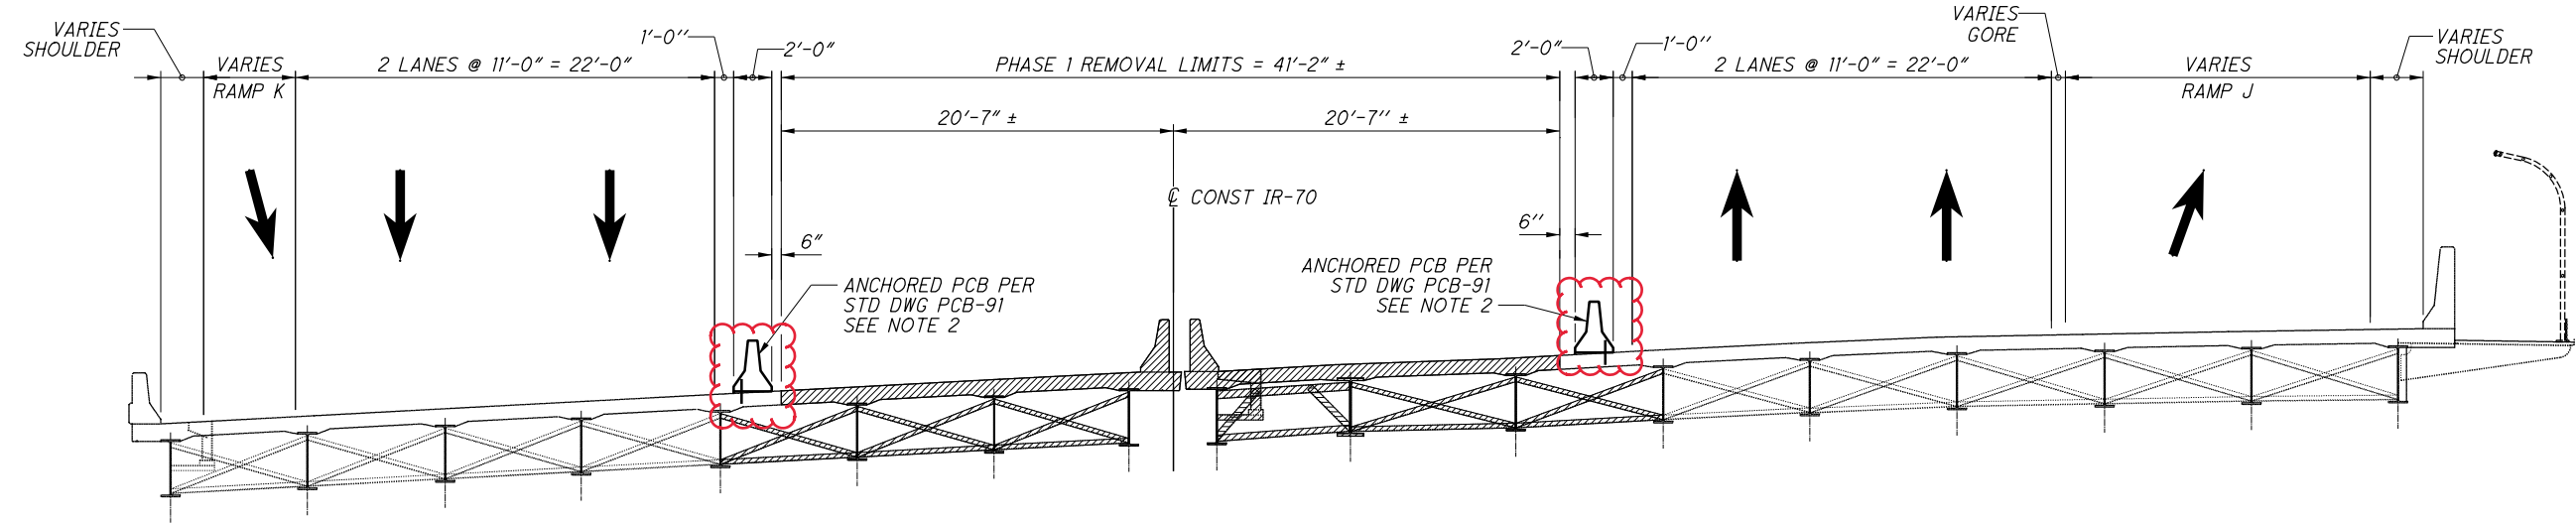 VARIES
SHOULDER
VARIES
RAMP K
2 LANES @ 11'-0" = 22'-0"
1'-0"
2'-0"
PHASE 1 REMOVAL LIMITS = 41'-2" ±
2'-0"
1'-0"
2 LANES @ 11'-0" = 22'-0"
VARIES
GORE
VARIES
RAMP J
VARIES
SHOULDER
20'-7" ±
20'-7" ±
℄ CONST IR-70
6"
6"
ANCHORED PCB PER
STD DWG PCB-91
SEE NOTE 2
ANCHORED PCB PER
STD DWG PCB-91
SEE NOTE 2